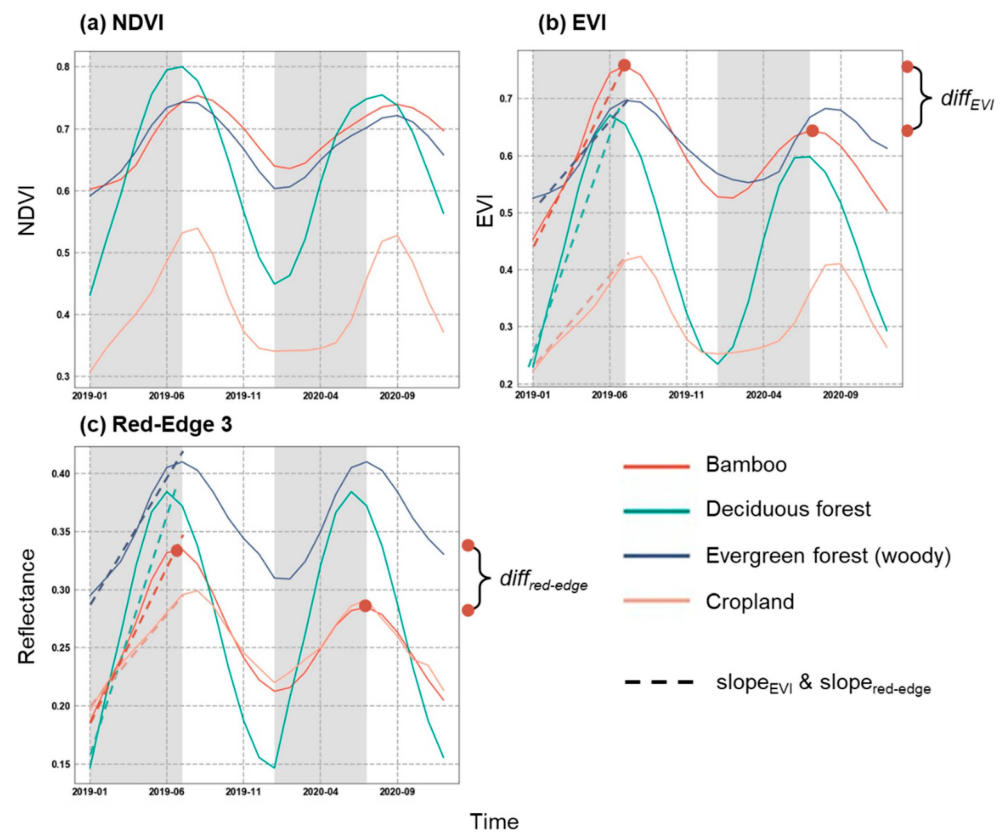 (a) NDVI
NDVI
0.8
0.7
0.6
0.5
0.4
0.3
2019-01 2019-06 2019-11 2020-04 2020-09
(b) EVI
EVI
0.7
0.6
0.5
0.4
0.3
0.2
2019-01 2019-06 2019-11 2020-04 2020-09
diffEVI
(c) Red-Edge 3
Reflectance
0.40
0.35
0.30
0.25
0.20
0.15
2019-01 2019-06 2019-11 2020-04 2020-09
diffred-edge
Bamboo
Deciduous forest
Evergreen forest (woody)
Cropland
slopeEVI & slopered-edge
Time